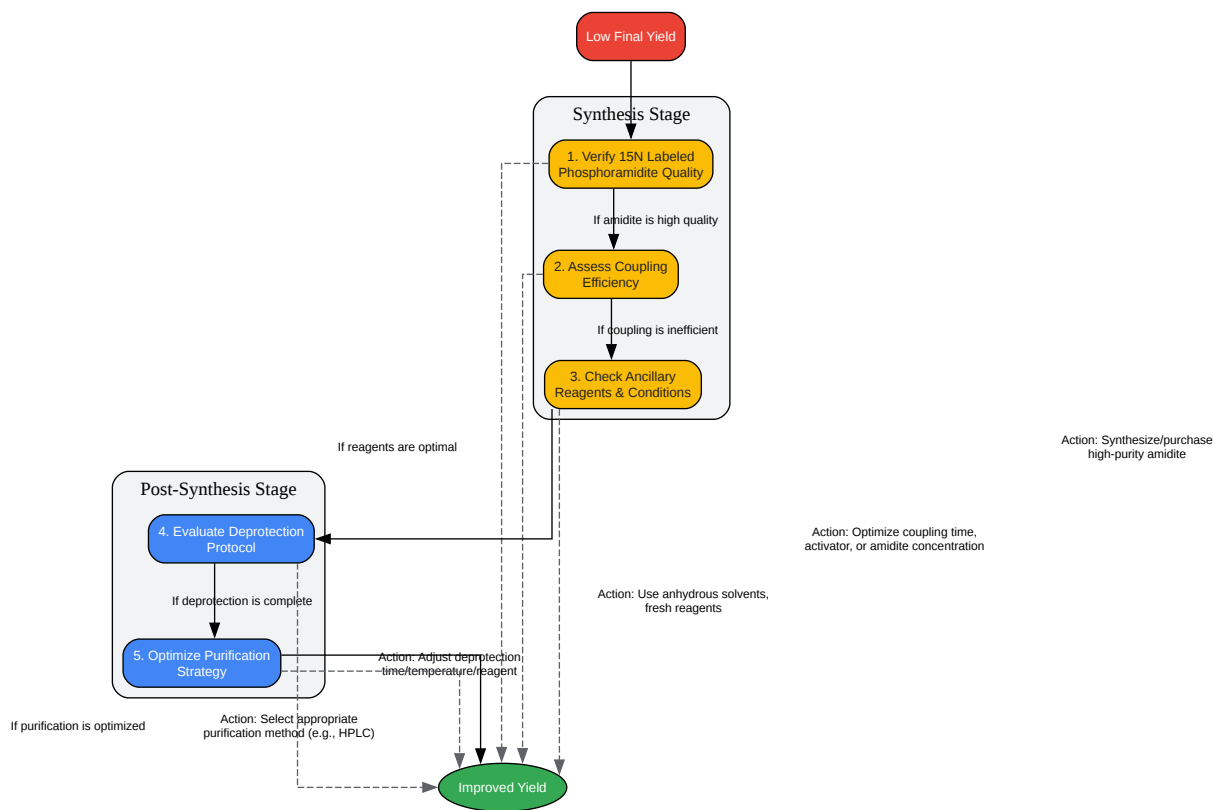 Low Final Yield
Synthesis Stage
1. Verify 15N Labeled
Phosphoramidite Quality
If amidite is high quality
2. Assess Coupling
Efficiency
If coupling is inefficient
3. Check Ancillary
Reagents & Conditions
If reagents are optimal
Action: Synthesize/purchase
high-purity amidite
Post-Synthesis Stage
4. Evaluate Deprotection
Protocol
Action: Optimize coupling time,
activator, or amidite concentration
If deprotection is complete
Action: Use anhydrous solvents,
fresh reagents
5. Optimize Purification
Strategy
Action: Adjust deprotection
time/temperature/reagent
If purification is optimized
Action: Select appropriate
purification method (e.g., HPLC)
Improved Yield